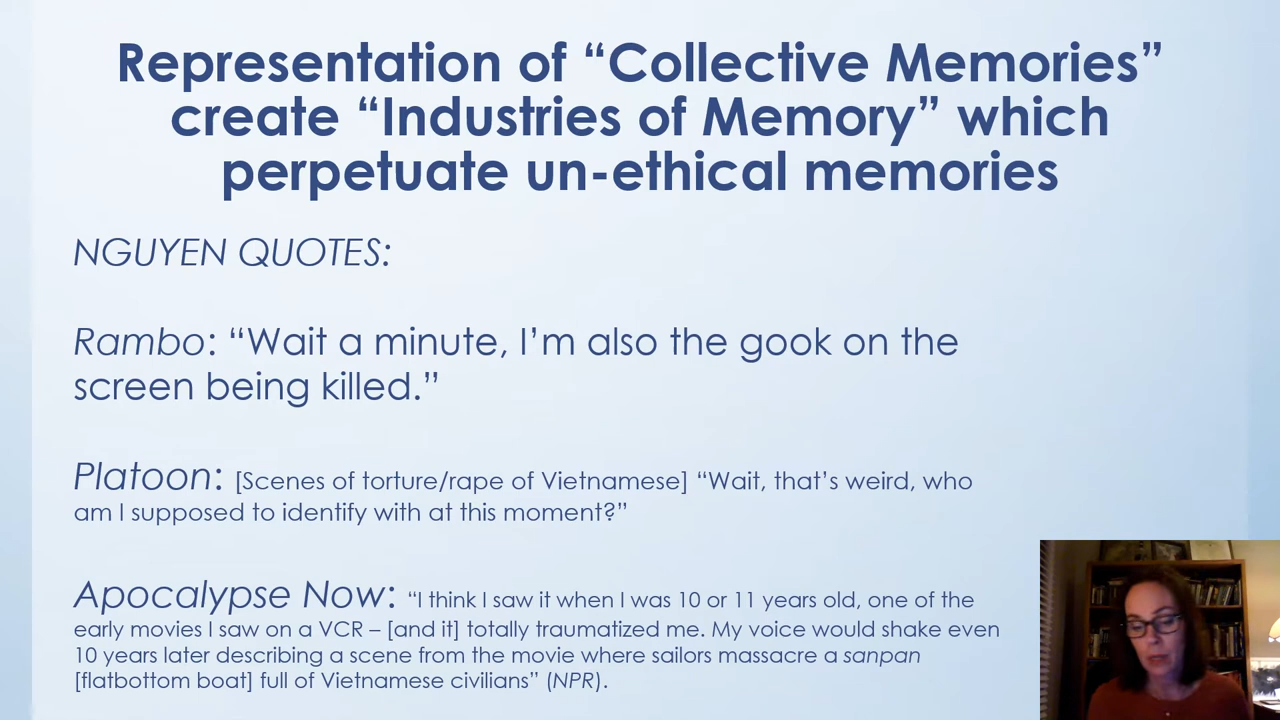 Representation of “Collective Memories”
create “Industries of Memory” which
perpetuate un-ethical memories
NGUYEN QUOTES:
Rambo: “Wait a minute, I’m also the gook on the
screen being killed.”
Platoon: [Scenes of torture/rape of Vietnamese] “Wait, that’s weird, who
am I supposed to identify with at this moment?”
Apocalypse Now: “I think I saw it when I was 10 or 11 years old, one of the
early movies I saw on a VCR – [and it] totally traumatized me. My voice would shake even
10 years later describing a scene from the movie where sailors massacre a sanpan
[flatbottom boat] full of Vietnamese civilians” (NPR).